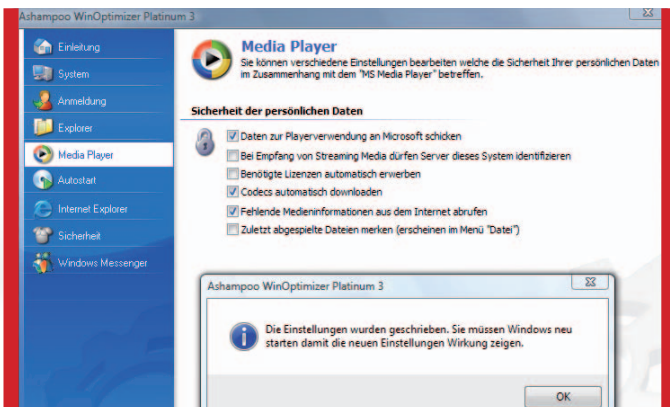 Ashampoo WinOptimizer Platinum 3
Einleitung
System
Anmeldung
Explorer
Media Player
Autostart
Internet Explorer
Sicherheit
Windows Messenger
Media Player
Sie können verschiedene Einstellungen bearbeiten welche die Sicherheit Ihrer persönlichen Daten
im Zusammenhang mit dem "MS Media Player" betreffen.
Sicherheit der persönlichen Daten
Daten zur Playerverwendung an Microsoft schicken
Bei Empfang von Streaming Media dürfen Server dieses System identifizieren
Benötigte Lizenzen automatisch erwerben
Codecs automatisch downloaden
Fehlende Medieninformationen aus dem Internet abrufen
Zuletzt abgespielte Dateien merken (erscheinen im Menü "Datei")
Ashampoo WinOptimizer Platinum 3
Die Einstellungen wurden geschrieben. Sie müssen Windows neu
starten damit die neuen Einstellungen Wirkung zeigen.
OK